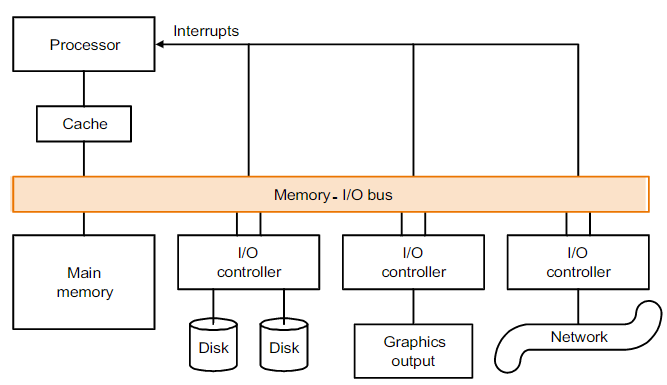 Processor
Interrupts
Cache
Memory - I/O bus
Main
memory
I/O
controller
I/O
controller
I/O
controller
Disk
Disk
Graphics
output
Network